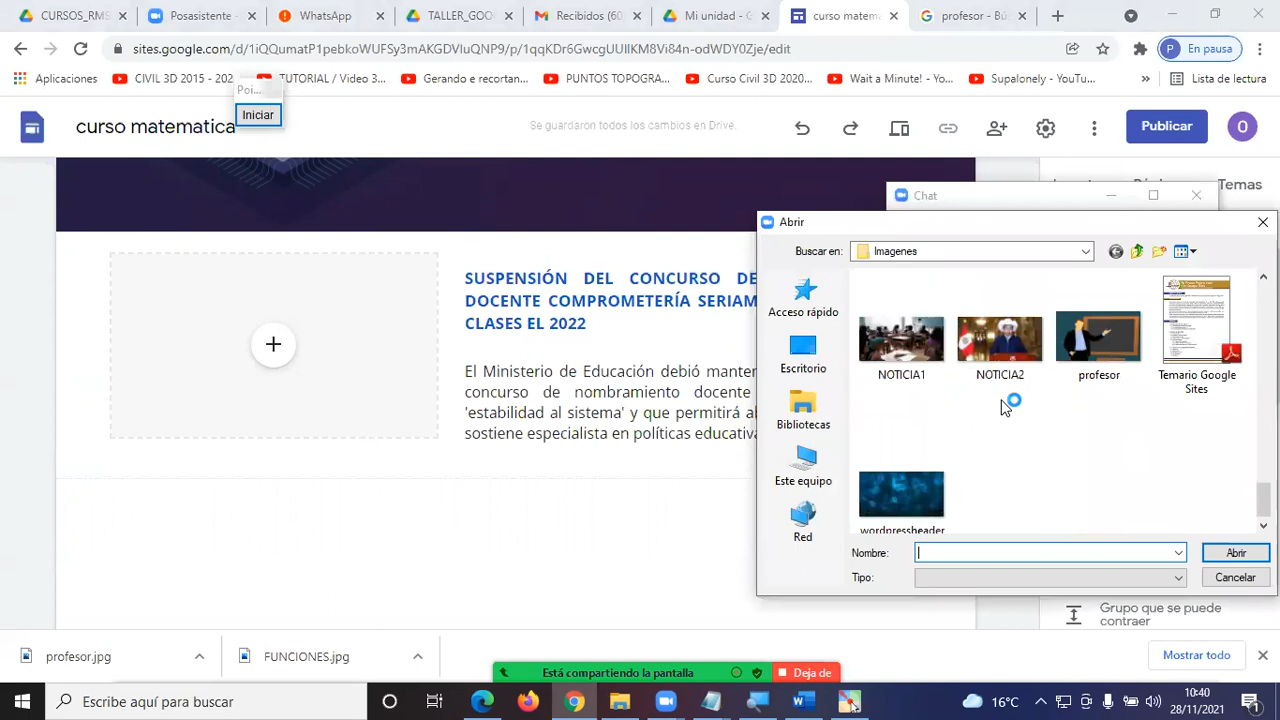 CURSOS_RMS
Posasistente -
WhatsApp
TALLER_GOO
Recibidos (60)
Mi unidad - G
curso matem
profesor - Bú
sites.google.com/d/1iQQumatP1pebkoWUFSy3mAKGDVluQNP9/p/1qqKDr6GwcgUUlIKM8Vi84n-odWDY0Zje/edit
En pausa
Aplicaciones
CIVIL 3D 2015 - 202
TUTORIAL / Video 3...
Gerando e recortan...
PUNTOS TOPOGRA...
Curso Civil 3D 2020...
Wait a Minute! - Yo...
Supalonely - YouTu...
Lista de lectura
Poi...
Iniciar
curso matematica
Se guardaron todos los cambios en Drive.
Publicar
O
Temas
Chat
Abrir
Buscar en:
Imagenes
SUSPENSIÓN DEL CONCURSO DE
DOCENTE COMPROMETERÍA SERIAM
CLASES EL 2022
El Ministerio de Educación debió manter
concurso de nombramiento docente
'estabilidad al sistema' y que permitirá al
sostiene especialista en políticas educativa
Acceso rápido
Escritorio
Bibliotecas
Este equipo
Red
NOTICIA1
NOTICIA2
profesor
Temario Google
Sites
wordpressheader
Nombre:
Abrir
Tipo:
Cancelar
Grupo que se puede
contraer
profesor.jpg
FUNCIONES.jpg
Mostrar todo
Está compartiendo la pantalla
Deja de
Escribe aquí para buscar
16°C
10:40
28/11/2021